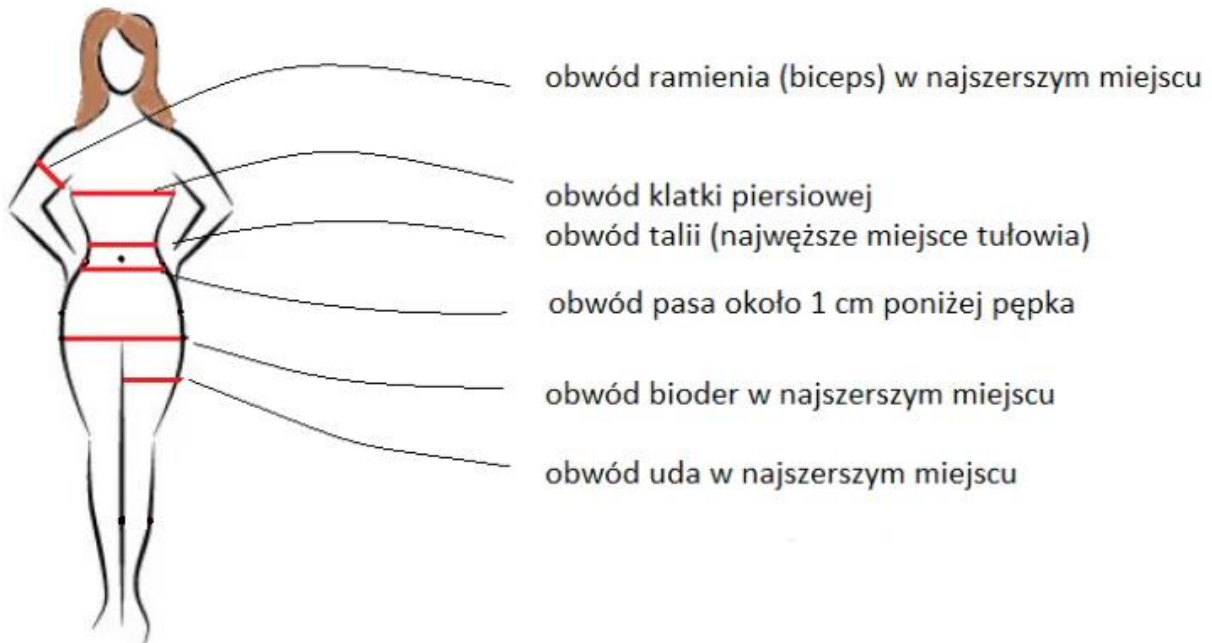 obwód ramienia (biceps) w najszerszym miejscu
obwód klatki piersiowej
obwód talii (najwęższe miejsce tułowia)
obwód pasa około 1 cm poniżej pępka
obwód bioder w najszerszym miejscu
obwód uda w najszerszym miejscu